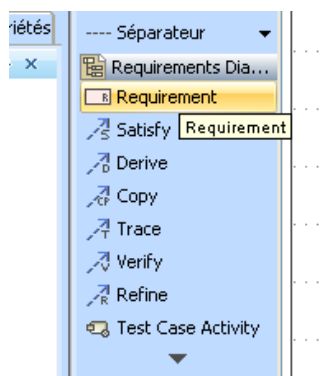 riétés
---- Séparateur
Requirements Dia...
Requirement
Satisfy
Requirement
Derive
Copy
Trace
Verify
Refine
Test Case Activity